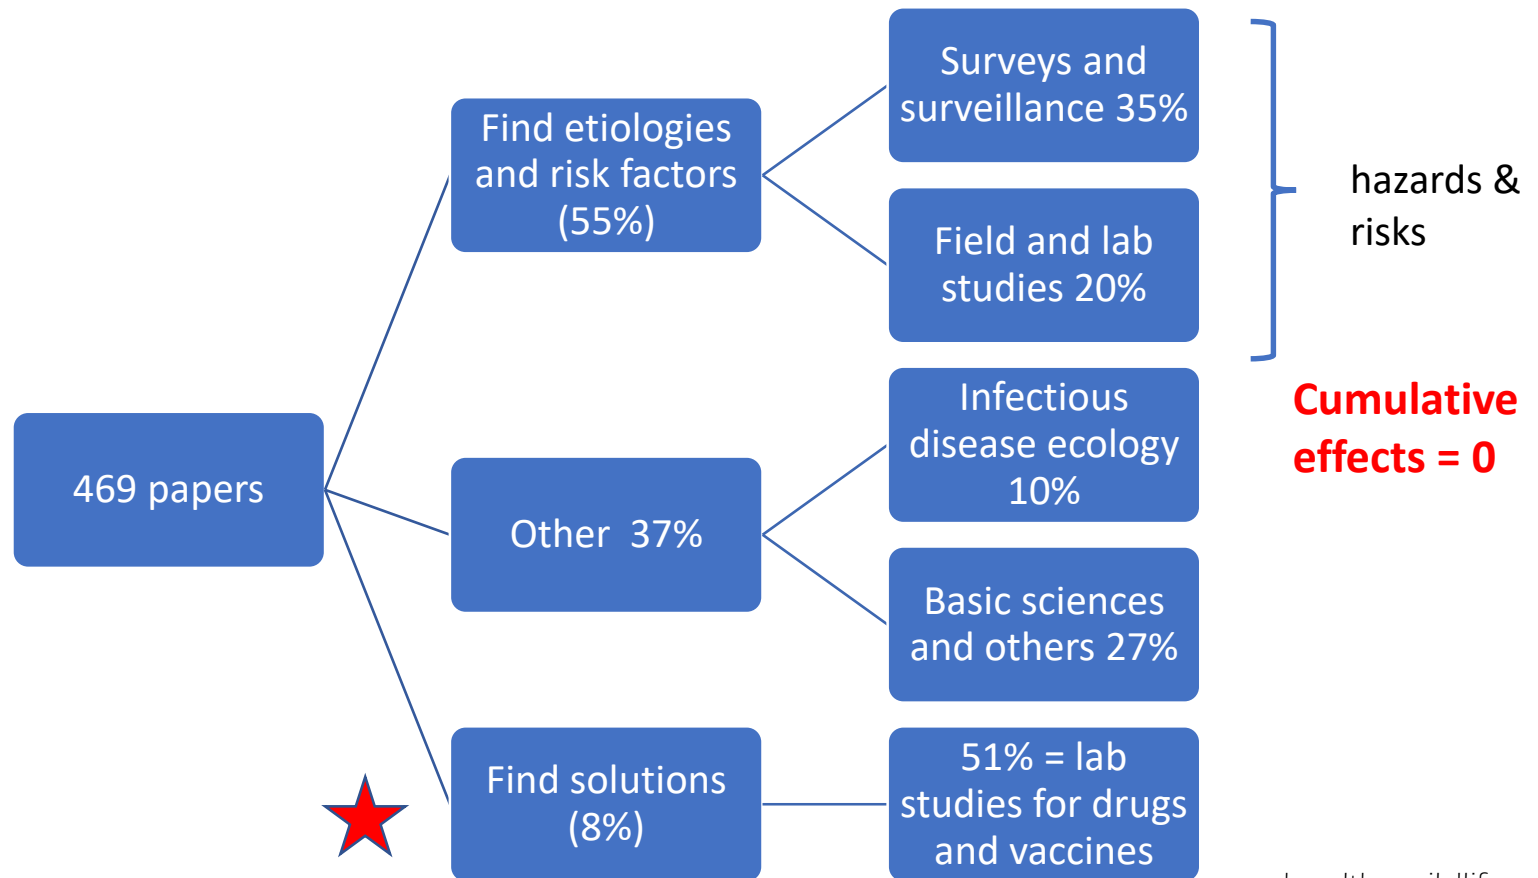 469 papers
Find etiologies
and risk factors
(55%)
Surveys and
surveillance 35%
Field and lab
studies 20%
hazards &
risks
Other  37%
Infectious
disease ecology
10%
Basic sciences
and others 27%
Cumulative
effects = 0
Find solutions
(8%)
51% = lab
studies for drugs
and vaccines